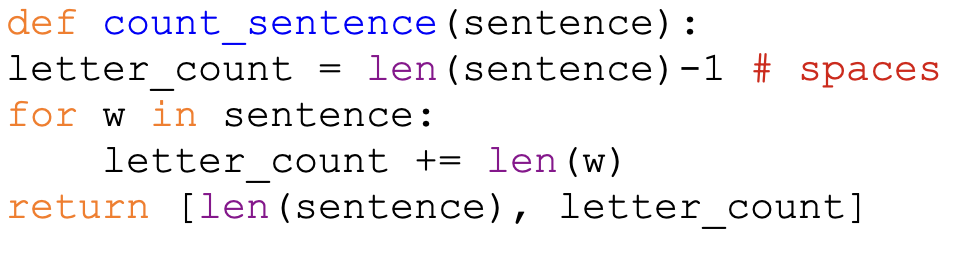 def count_sentence(sentence):
letter_count = len(sentence)-1 # spaces
for w in sentence:
    letter_count += len(w)
return [len(sentence), letter_count]